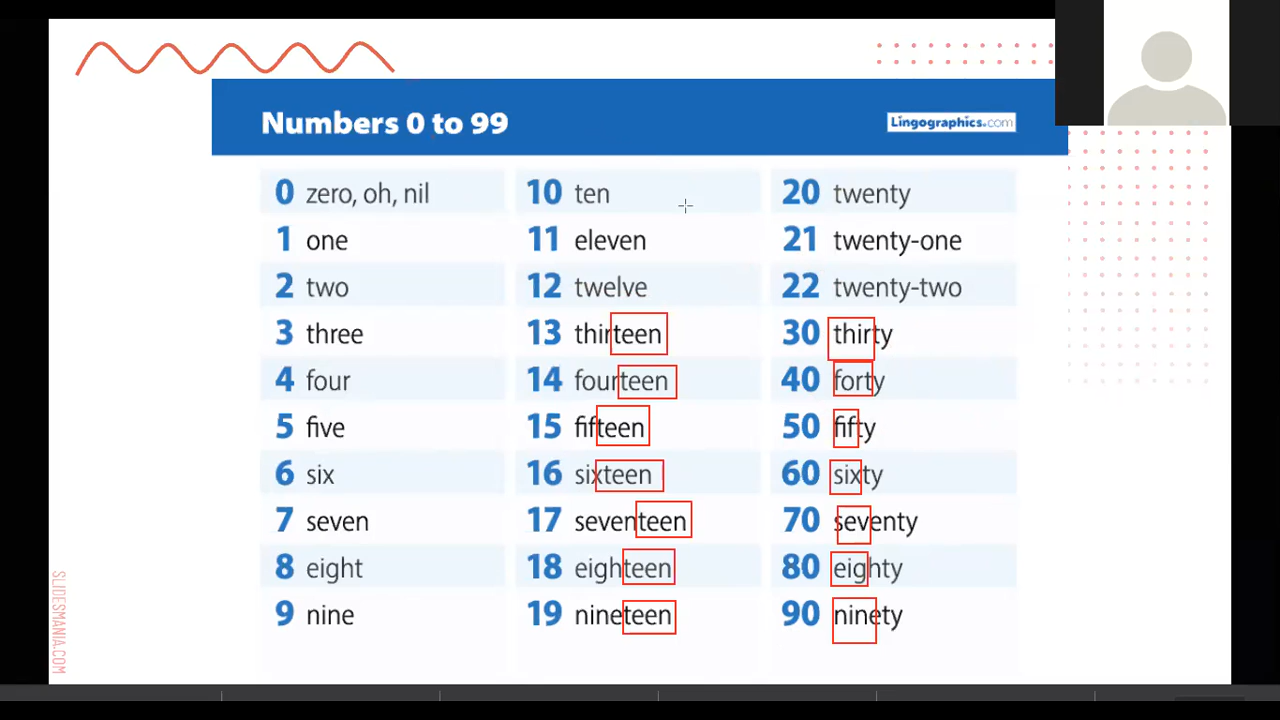 Numbers 0 to 99
Lingographics.com
0 zero, oh, nil
1 one
2 two
3 three
4 four
5 five
6 six
7 seven
8 eight
9 nine
10 ten
11 eleven
12 twelve
13 thirteen
14 fourteen
15 fifteen
16 sixteen
17 seventeen
18 eighteen
19 nineteen
20 twenty
21 twenty-one
22 twenty-two
30 thirty
40 forty
50 fifty
60 sixty
70 seventy
80 eighty
90 ninety
SLIDESMANIA.COM